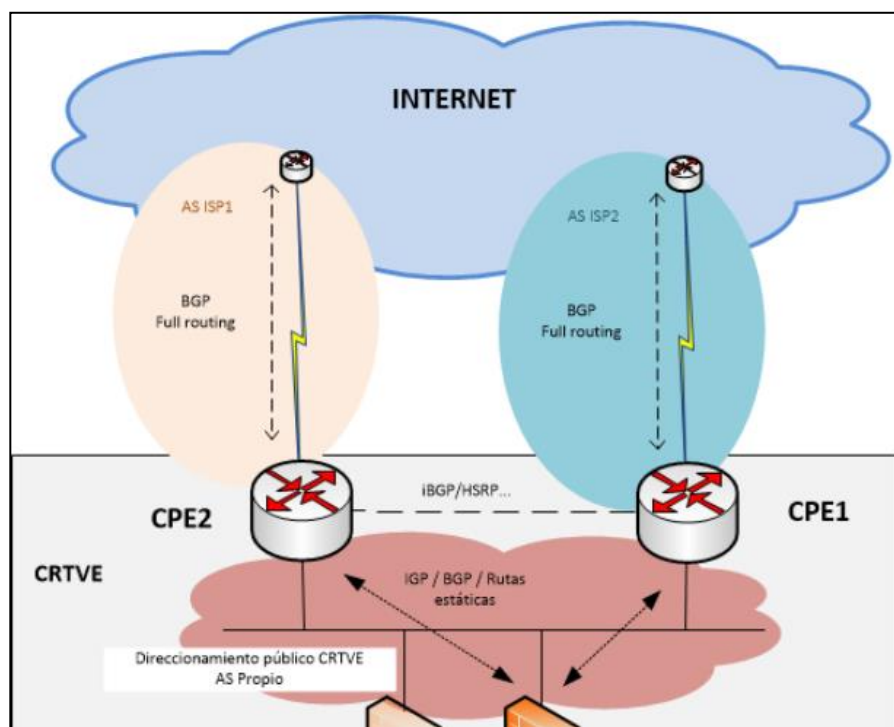 INTERNET
AS ISP1
AS ISP2
BGP
Full routing
BGP
Full routing
iBGP/HSRP...
CPE2
CPE1
CRTVE
IGP / BGP / Rutas
estáticas
Direccionamiento público CRTVE
AS Propio